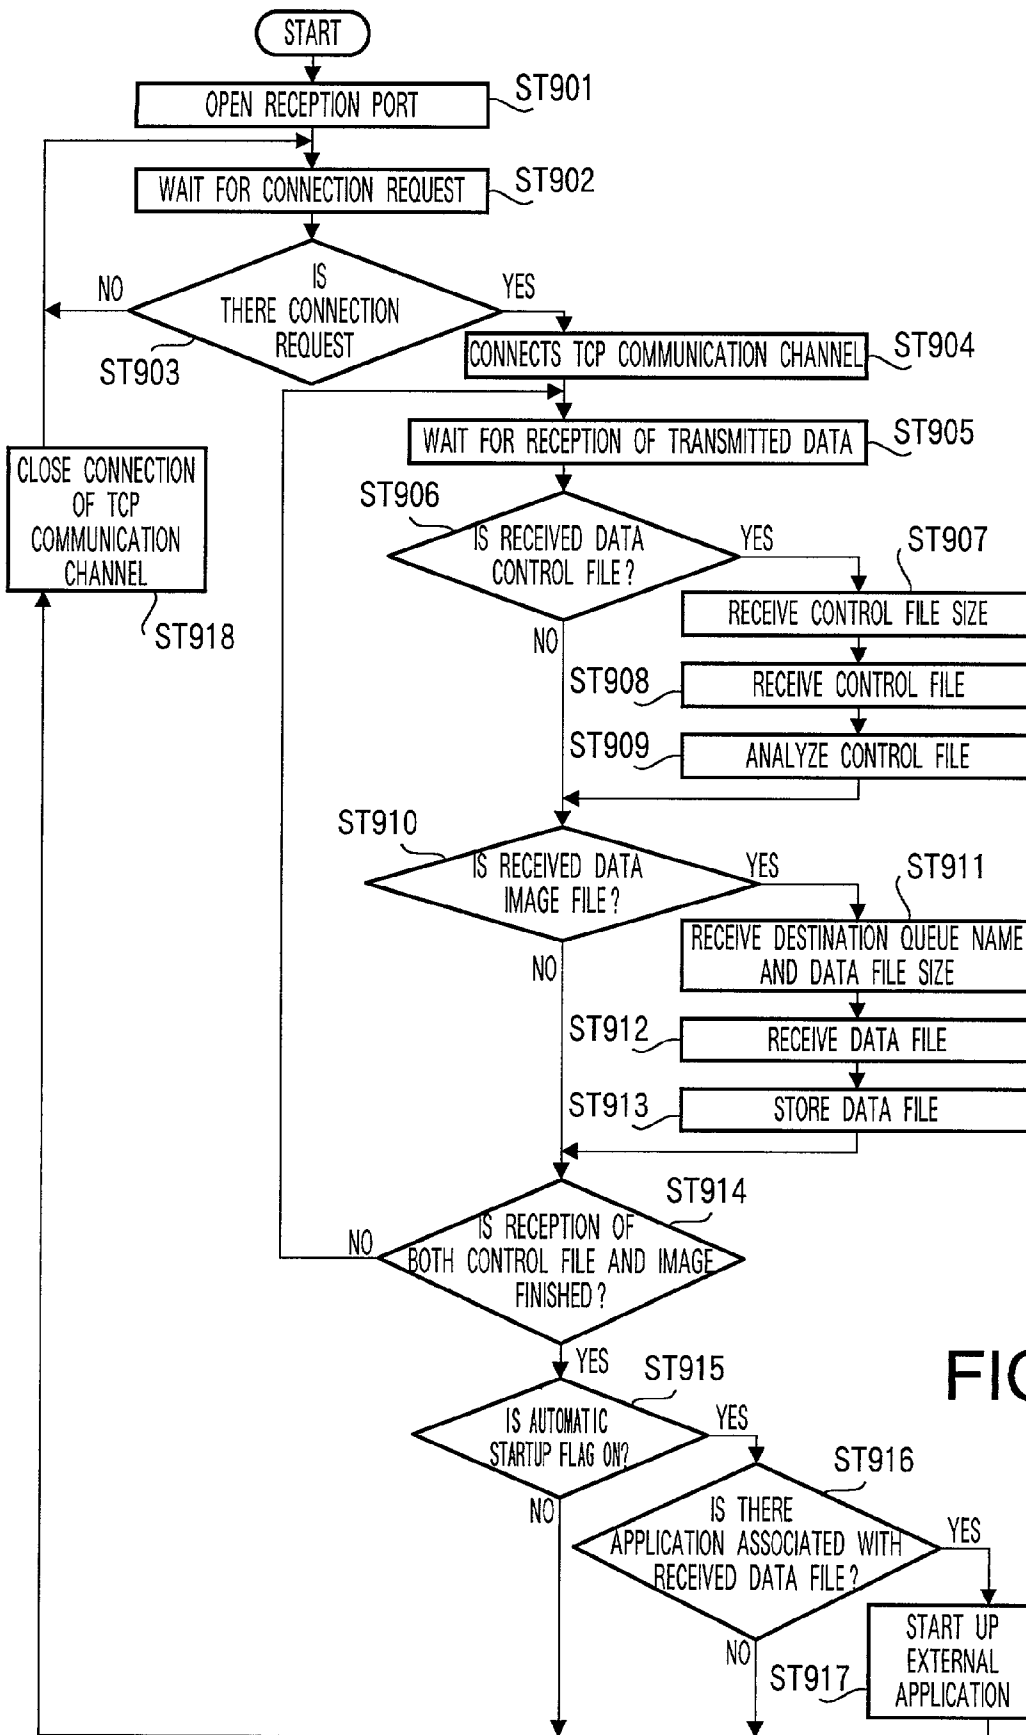 START
OPEN RECEPTION PORT
ST901
WAIT FOR CONNECTION REQUEST
ST902
NO
IS
THERE CONNECTION
REQUEST
YES
ST903
CONNECTS TCP COMMUNICATION CHANNEL
ST904
WAIT FOR RECEPTION OF TRANSMITTED DATA
ST905
CLOSE CONNECTION
OF TCP
COMMUNICATION
CHANNEL
ST918
ST906
IS RECEIVED DATA
CONTROL FILE?
YES
NO
ST907
RECEIVE CONTROL FILE SIZE
ST908
RECEIVE CONTROL FILE
ST909
ANALYZE CONTROL FILE
ST910
IS RECEIVED DATA
IMAGE FILE?
YES
NO
ST911
RECEIVE DESTINATION QUEUE NAME
AND DATA FILE SIZE
ST912
RECEIVE DATA FILE
ST913
STORE DATA FILE
ST914
IS RECEPTION OF
BOTH CONTROL FILE AND IMAGE
FINISHED?
NO
YES
FIG
ST915
IS AUTOMATIC
STARTUP FLAG ON?
YES
NO
ST916
IS THERE
APPLICATION ASSOCIATED WITH
RECEIVED DATA FILE?
YES
NO
ST917
START UP
EXTERNAL
APPLICATION